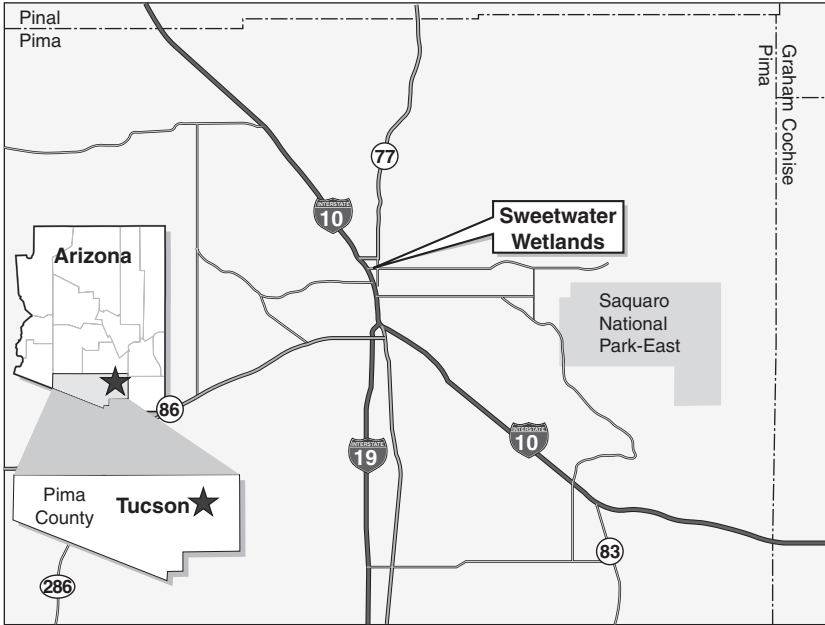 Pinal
Pima
Graham Cochise
Pima
77
INTERSTATE
10
Sweetwater
Wetlands
Arizona
Saquaro
National
Park-East
86
INTERSTATE
19
INTERSTATE
10
Pima
County
Tucson
83
286